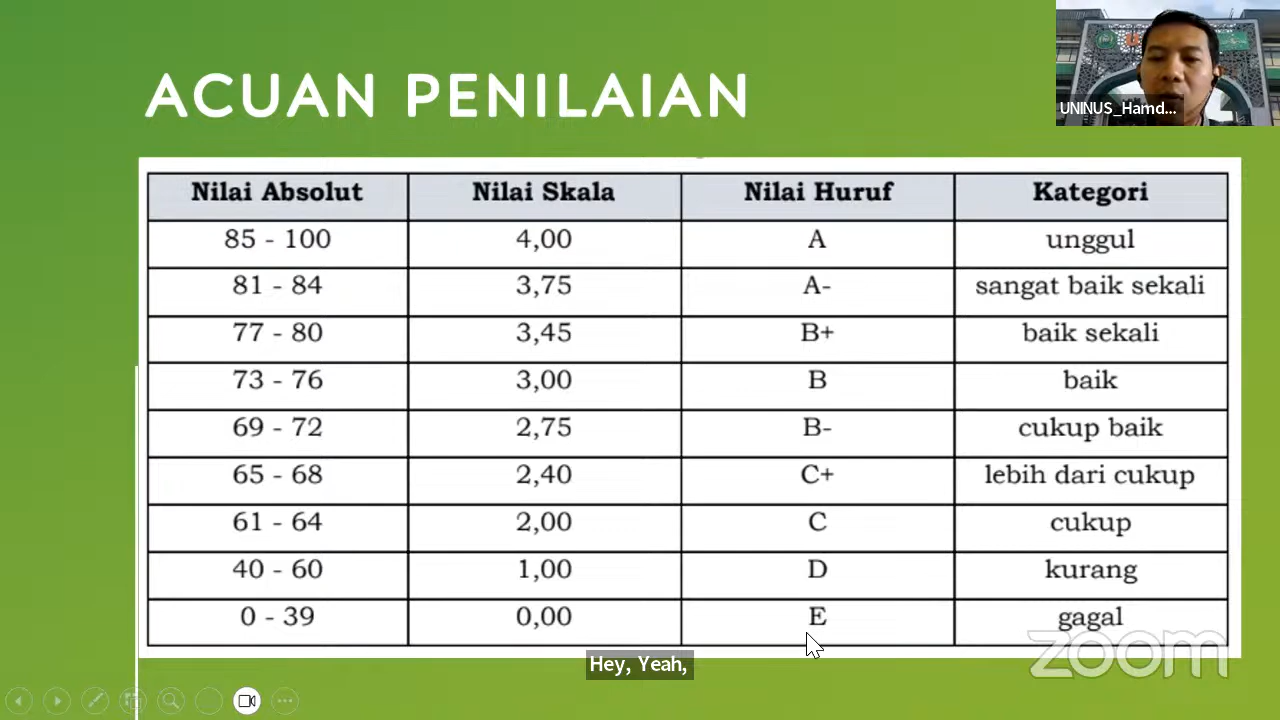 ACUAN PENILAIAN
UNINUS_Hamd...
Nilai Absolut Nilai Skala Nilai Huruf Kategori
85 - 100 4,00 A unggul
81 - 84 3,75 A- sangat baik sekali
77 - 80 3,45 B+ baik sekali
73 - 76 3,00 B baik
69 - 72 2,75 B- cukup baik
65 - 68 2,40 C+ lebih dari cukup
61 - 64 2,00 C cukup
40 - 60 1,00 D kurang
0 - 39 0,00 E gagal
zoom
Hey, Yeah,